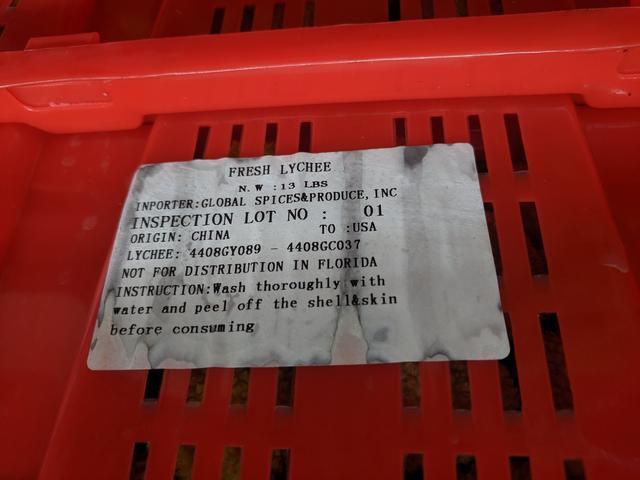 FRESH LYCHEE
N.W :13 LBS
INPORTER:GLOBAL SPICES&PRODUCE, INC
INSPECTION LOT NO : 01
ORIGIN: CHINA TO :USA
LYCHEE: 4408GY089 - 4408GC037
NOT FOR DISTRIBUTION IN FLORIDA
INSTRUCTION:Wash thoroughly with
water and peel off the shell&skin
before consuming